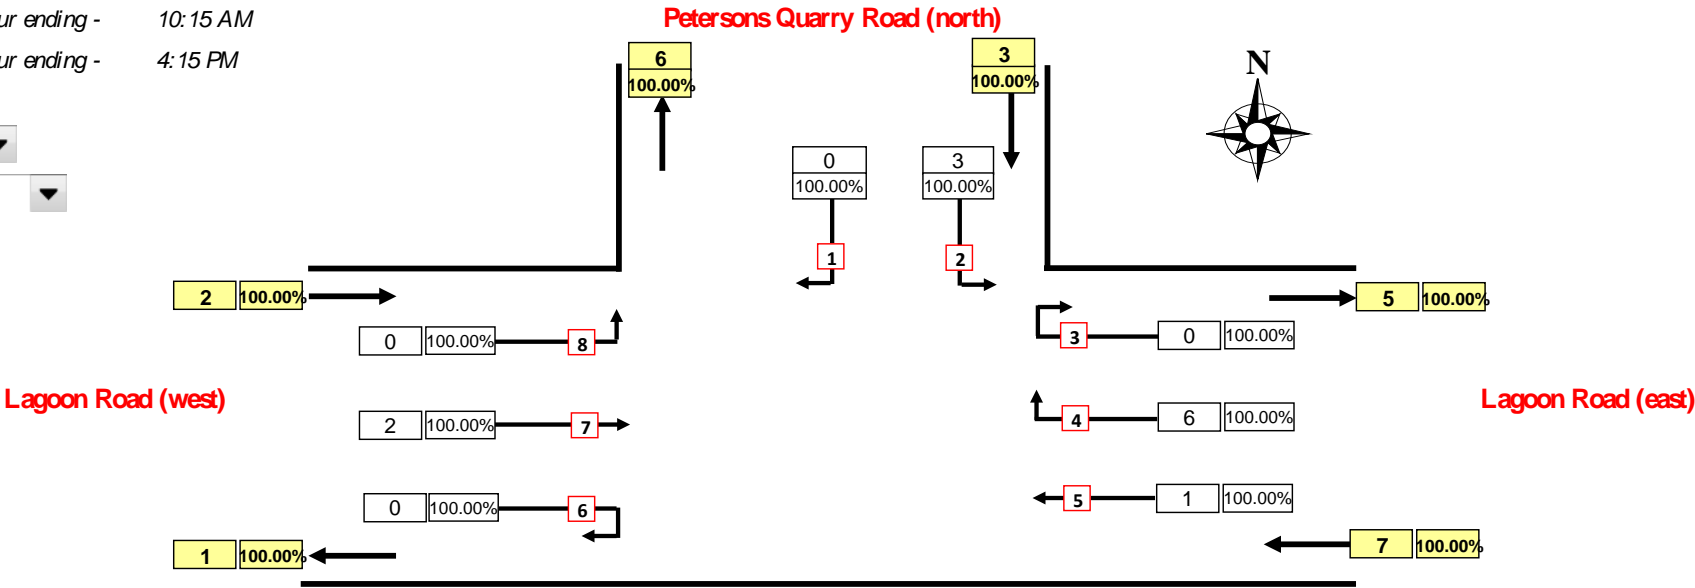 ur ending - 10:15 AM
Petersons Quarry Road (north)
ur ending - 4:15 PM
6
100.00%
3
100.00%
N
0
100.00%
3
100.00%
1
2
2 100.00%
5 100.00%
0 100.00% 8
3 0 100.00%
Lagoon Road (west)
Lagoon Road (east)
2 100.00% 7
4 6 100.00%
0 100.00% 6
5 1 100.00%
1 100.00%
7 100.00%